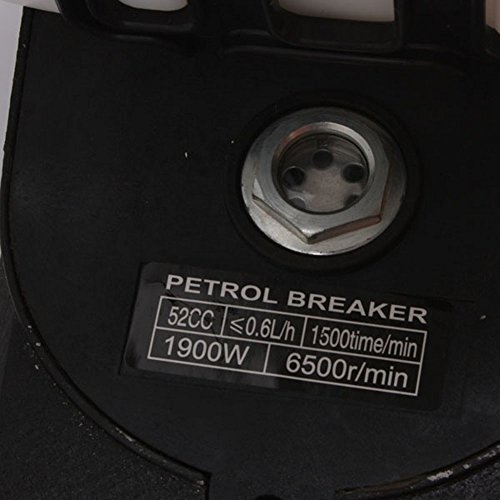 PETROL BREAKER
52CC ≤0.6L/h 1500time/min
1900W 6500r/min